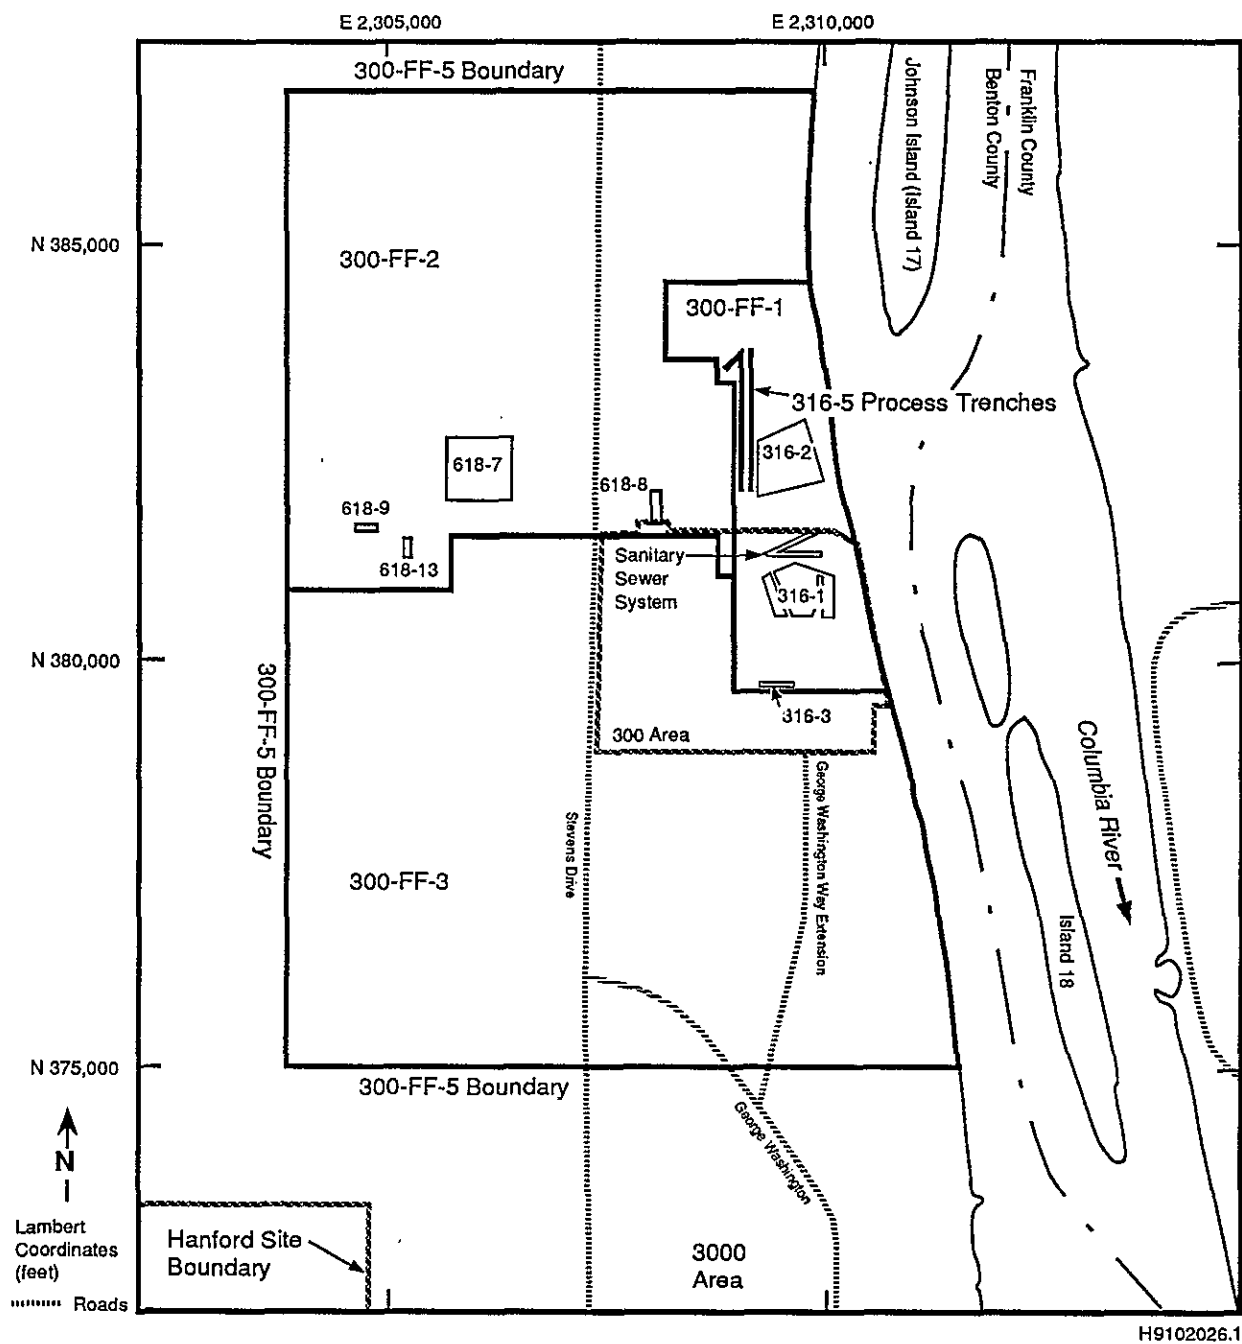 E 2,305,000
E 2,310,000
300-FF-5 Boundary
Johnson Island (Island 17)
Franklin County
Benton County
N 385,000
300-FF-2
300-FF-1
316-5 Process Trenches
316-2
618-7
618-8
618-9
618-13
Sanitary
Sewer
System
316-1
N 380,000
300-FF-5 Boundary
316-3
300 Area
Columbia River
George Washington Way Extension
Stevens Drive
300-FF-3
Island 18
N 375,000
300-FF-5 Boundary
George Washington
N
Lambert
Coordinates
(feet)
Roads
Hanford Site
Boundary
3000
Area
H9102026.1